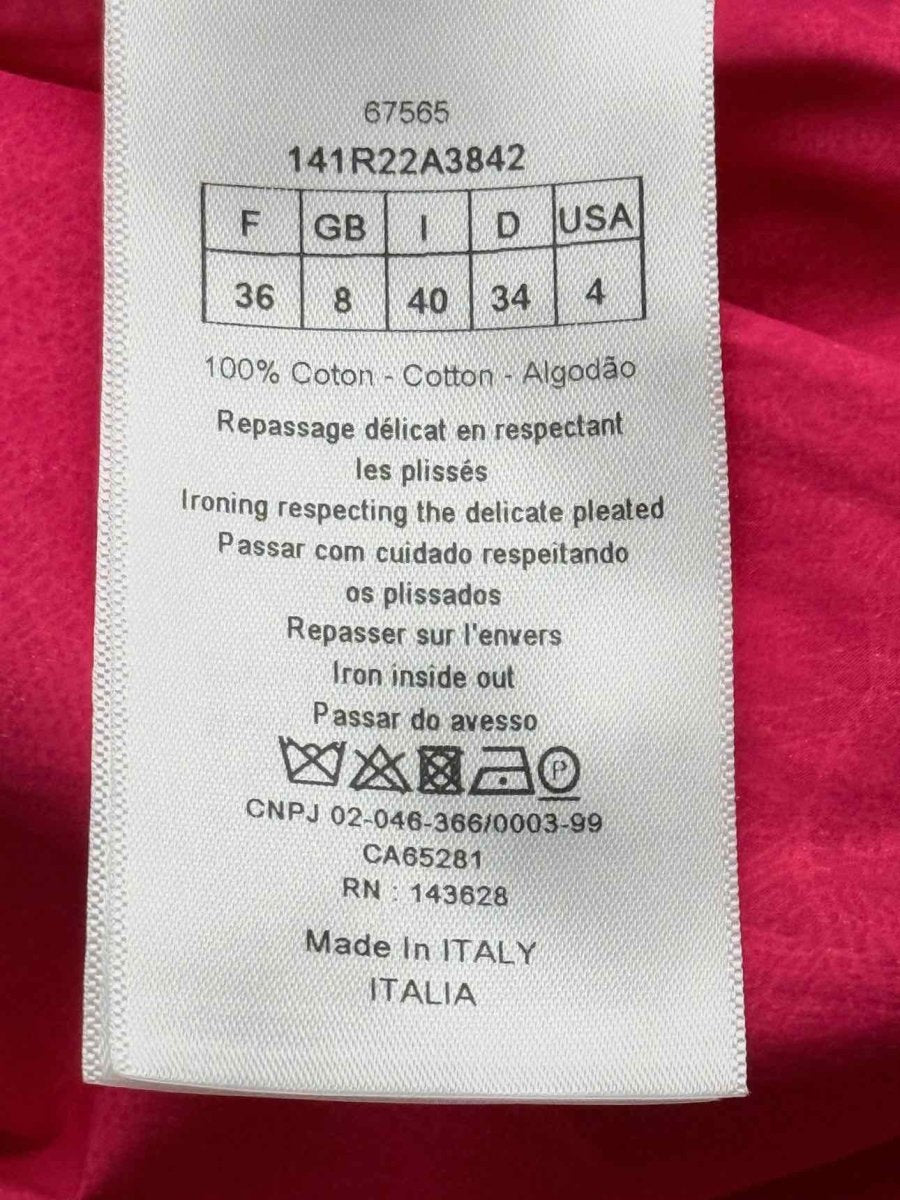 67565
141R22A3842
F GB I D USA
36 8 40 34 4
100% Coton - Cotton - Algodão
Repassage délicat en respectant
les plissés
Ironing respecting the delicate pleated
Passar com cuidado respeitando
os plissados
Repasser sur l'envers
Iron inside out
Passar do avesso
P
CNPJ 02-046-366/0003-99
CA65281
RN : 143628
Made In ITALY
ITALIA